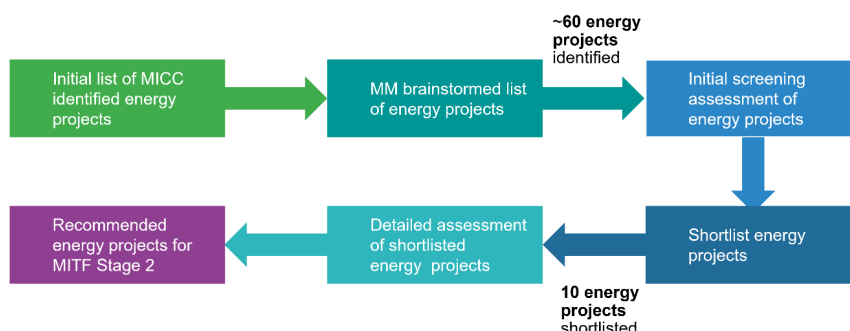 ~60 energy
projects
identified
Initial list of MICC
identified energy
projects
MM brainstormed list
of energy projects
Initial screening
assessment of
energy projects
Recommended
energy projects for
MITF Stage 2
Detailed assessment
of shortlisted
energy projects
Shortlist energy
projects
10 energy
projects
shortlisted